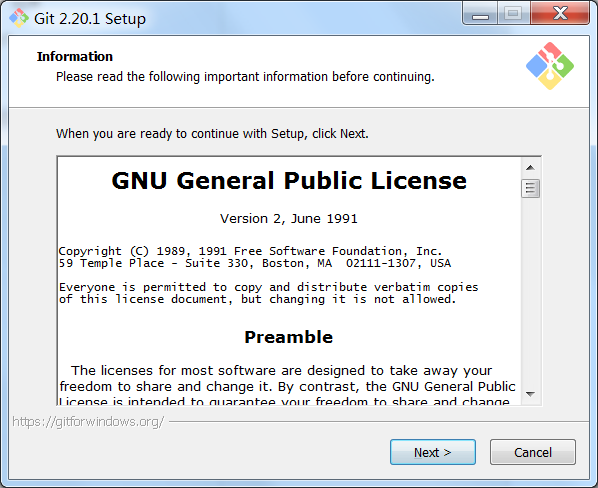 Git 2.20.1 Setup
Information
Please read the following important information before continuing.
When you are ready to continue with Setup, click Next.
GNU General Public License
Version 2, June 1991
Copyright (C) 1989, 1991 Free Software Foundation, Inc.
59 Temple Place - Suite 330, Boston, MA  02111-1307, USA
Everyone is permitted to copy and distribute verbatim copies
of this license document, but changing it is not allowed.
Preamble
The licenses for most software are designed to take away your
freedom to share and change it. By contrast, the GNU General Public
License is intended to guarantee your freedom to share and change
https://gitforwindows.org/
Next >
Cancel